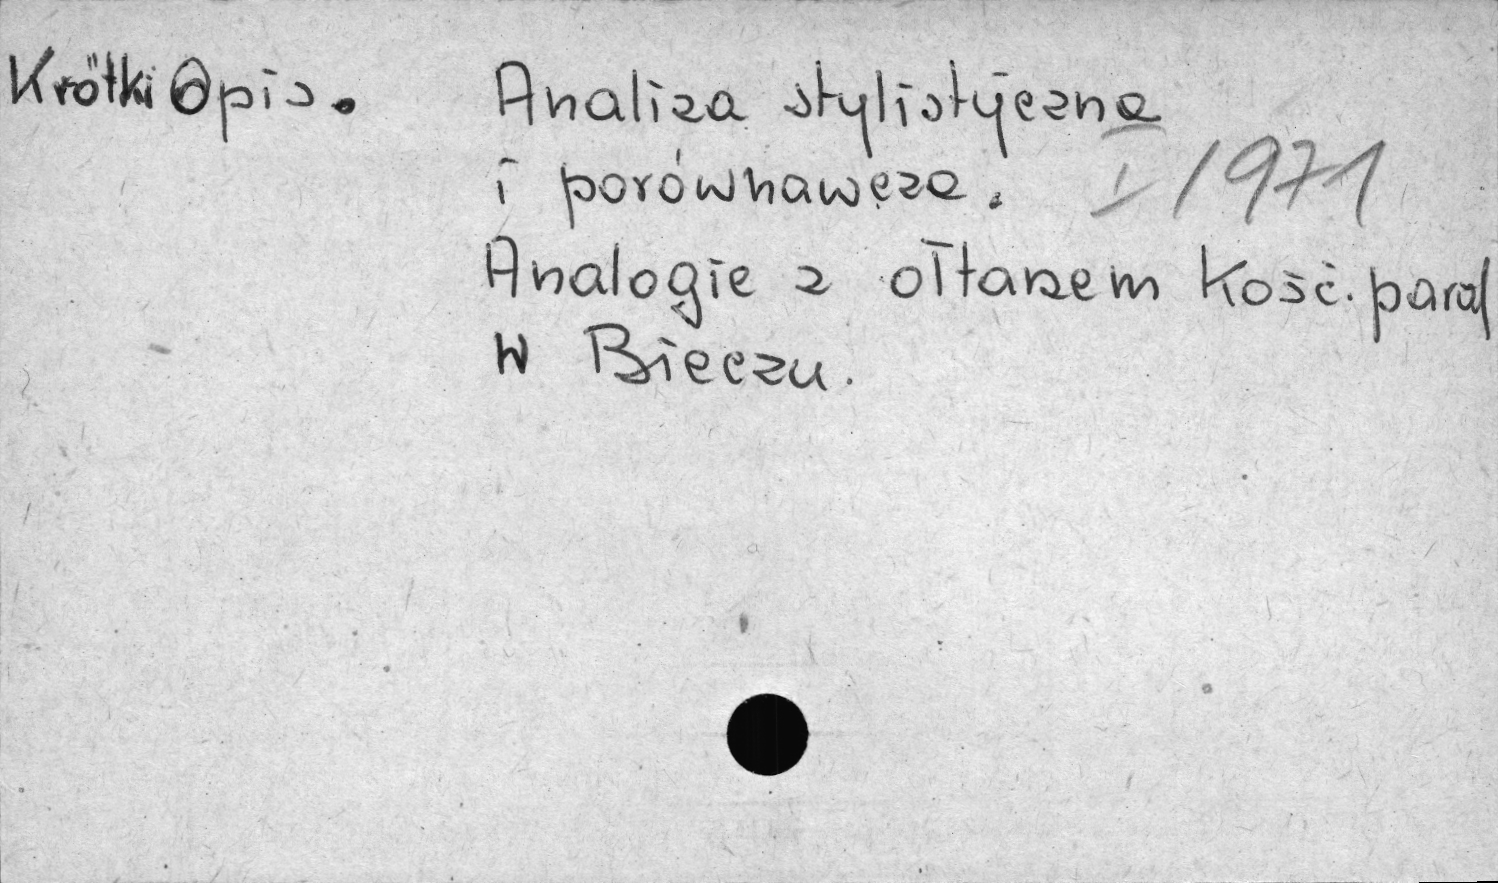 Krótki Opis. Analiza stylistyczna
i porównawcza. I 1971
Analogie z ołtarzem Kość. paraf
w Bieczu.